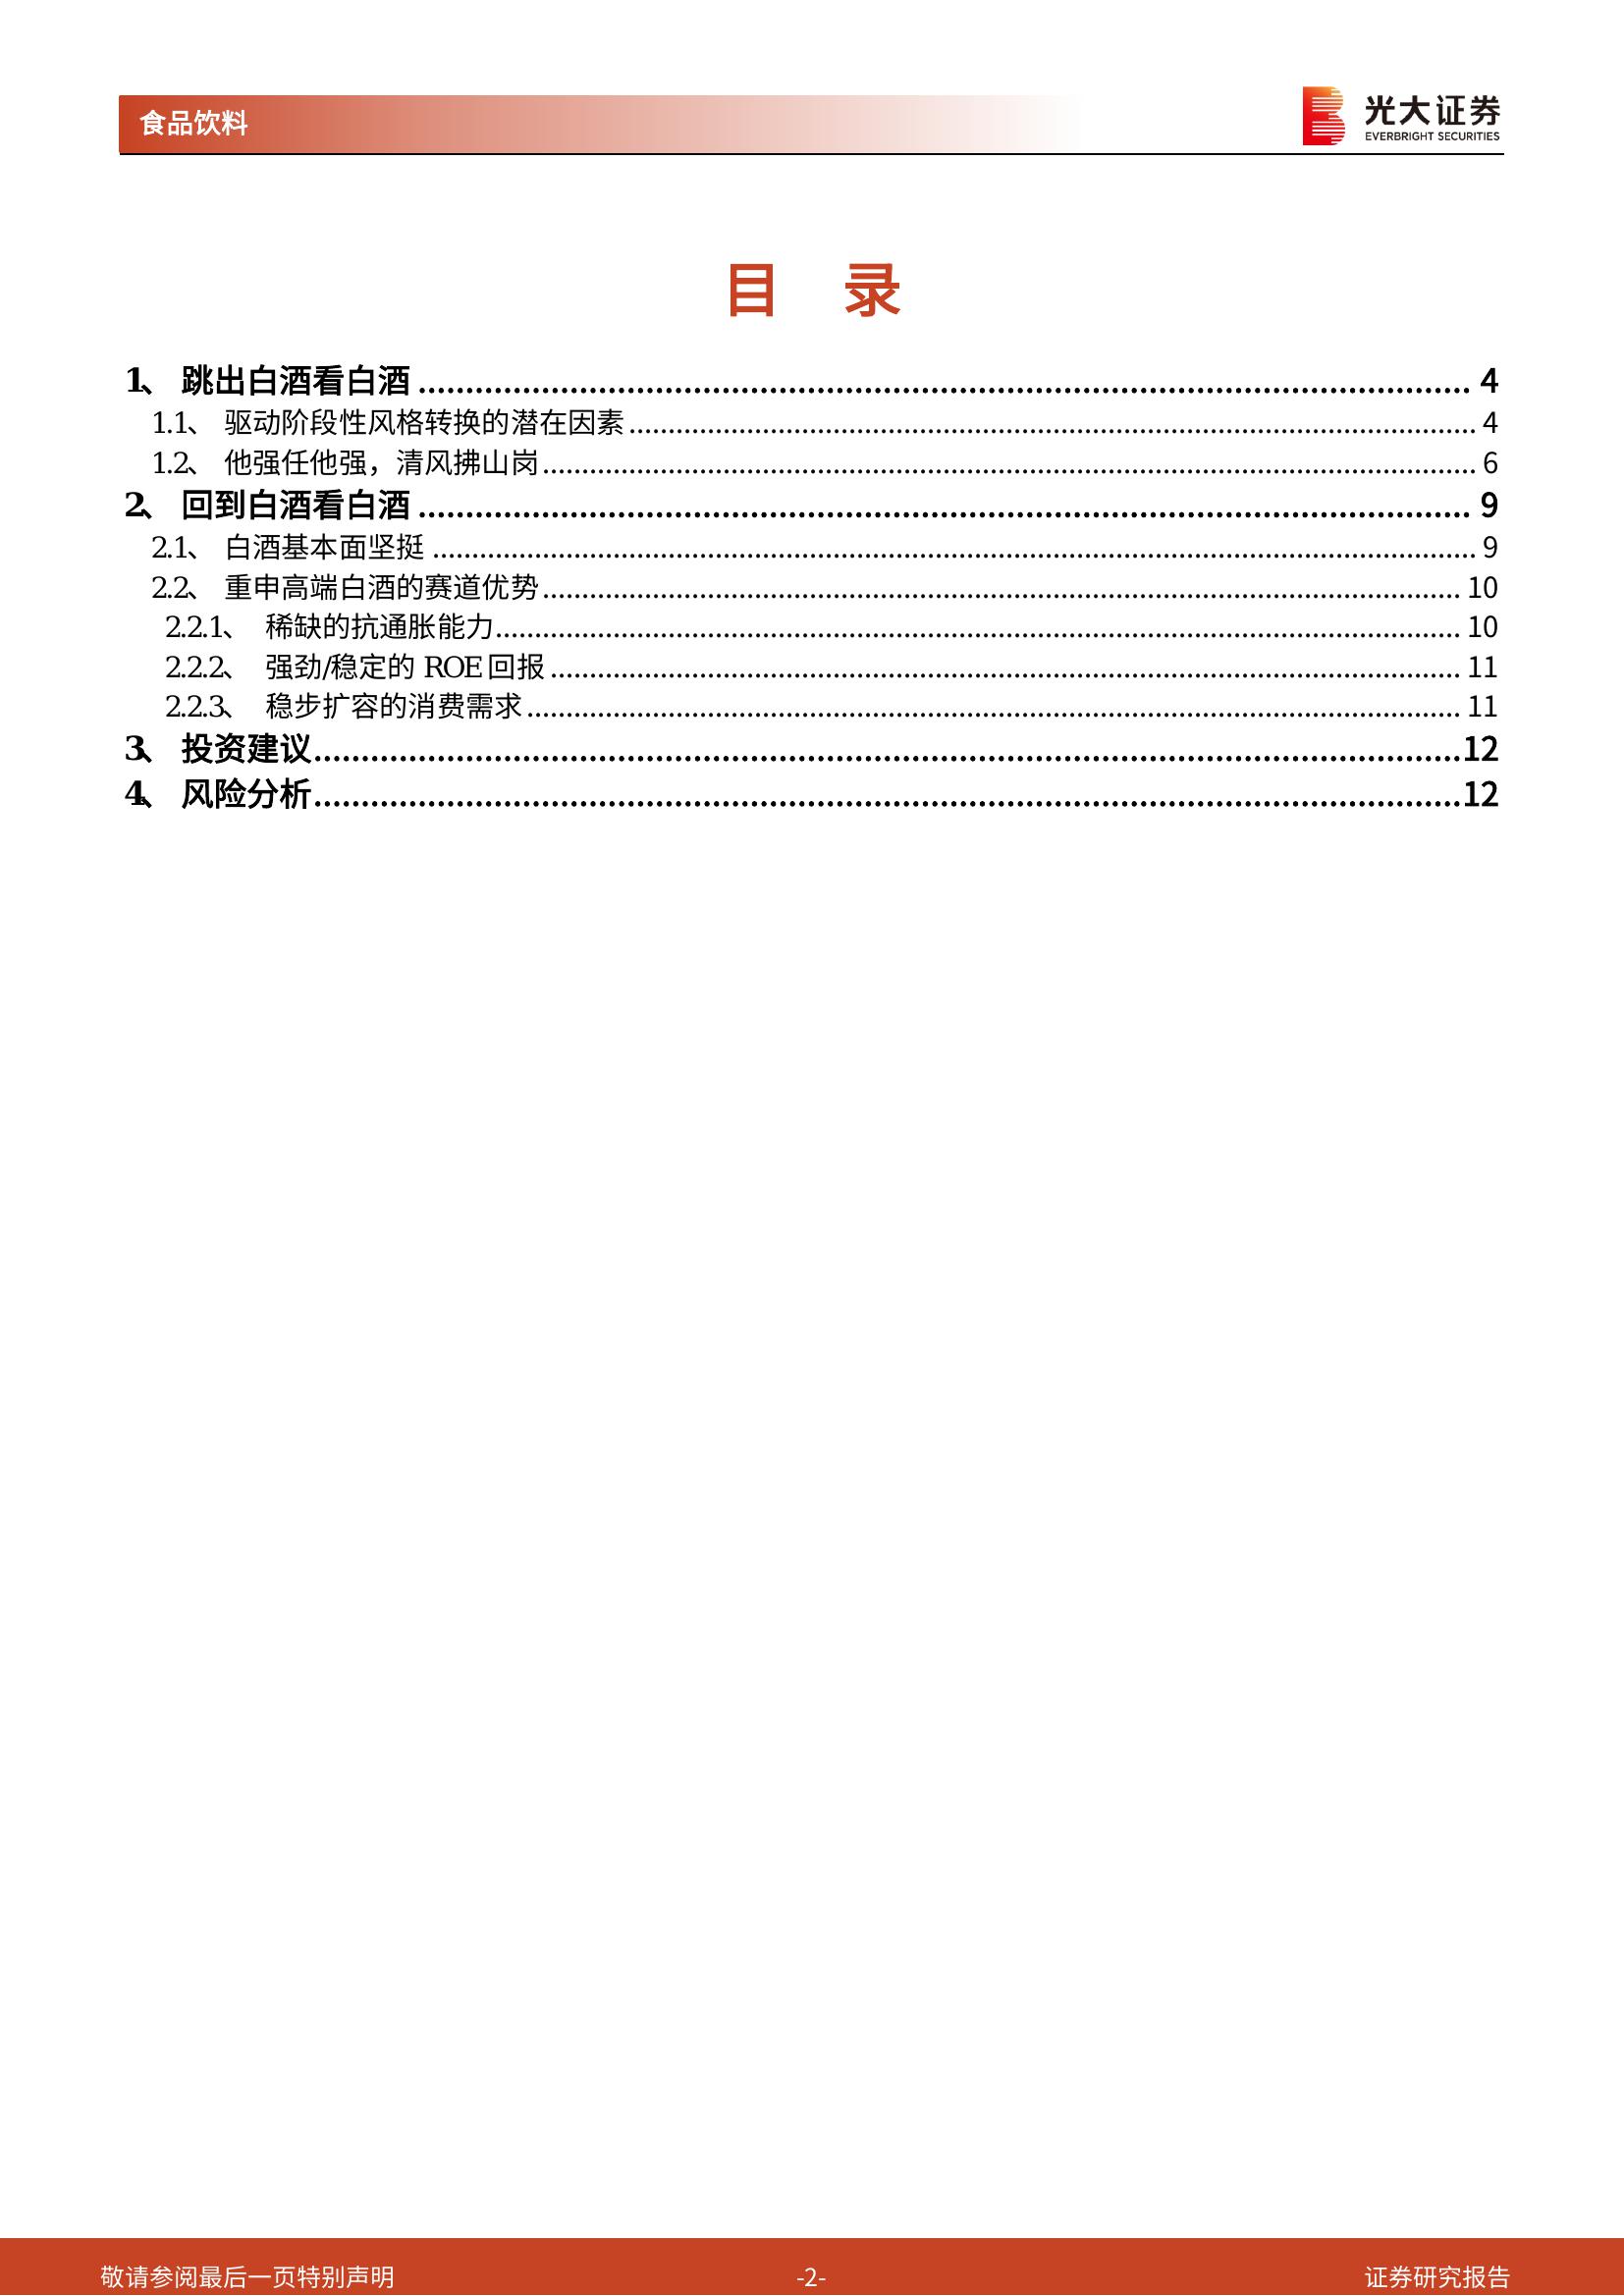 食品饮料
光大证券
EVERBRIGHT SECURITIES
目 录
1、 跳出白酒看白酒 ........................................ 4
1.1、 驱动阶段性风格转换的潜在因素 ........................................ 4
1.2、 他强任他强，清风拂山岗 ........................................ 6
2、 回到白酒看白酒 ........................................ 9
2.1、 白酒基本面坚挺 ........................................ 9
2.2、 重申高端白酒的赛道优势 ........................................ 10
2.2.1、 稀缺的抗通胀能力 ........................................ 10
2.2.2、 强劲/稳定的 ROE 回报 ........................................ 11
2.2.3、 稳步扩容的消费需求 ........................................ 11
3、 投资建议 ........................................ 12
4、 风险分析 ........................................ 12
敬请参阅最后一页特别声明 -2- 证券研究报告